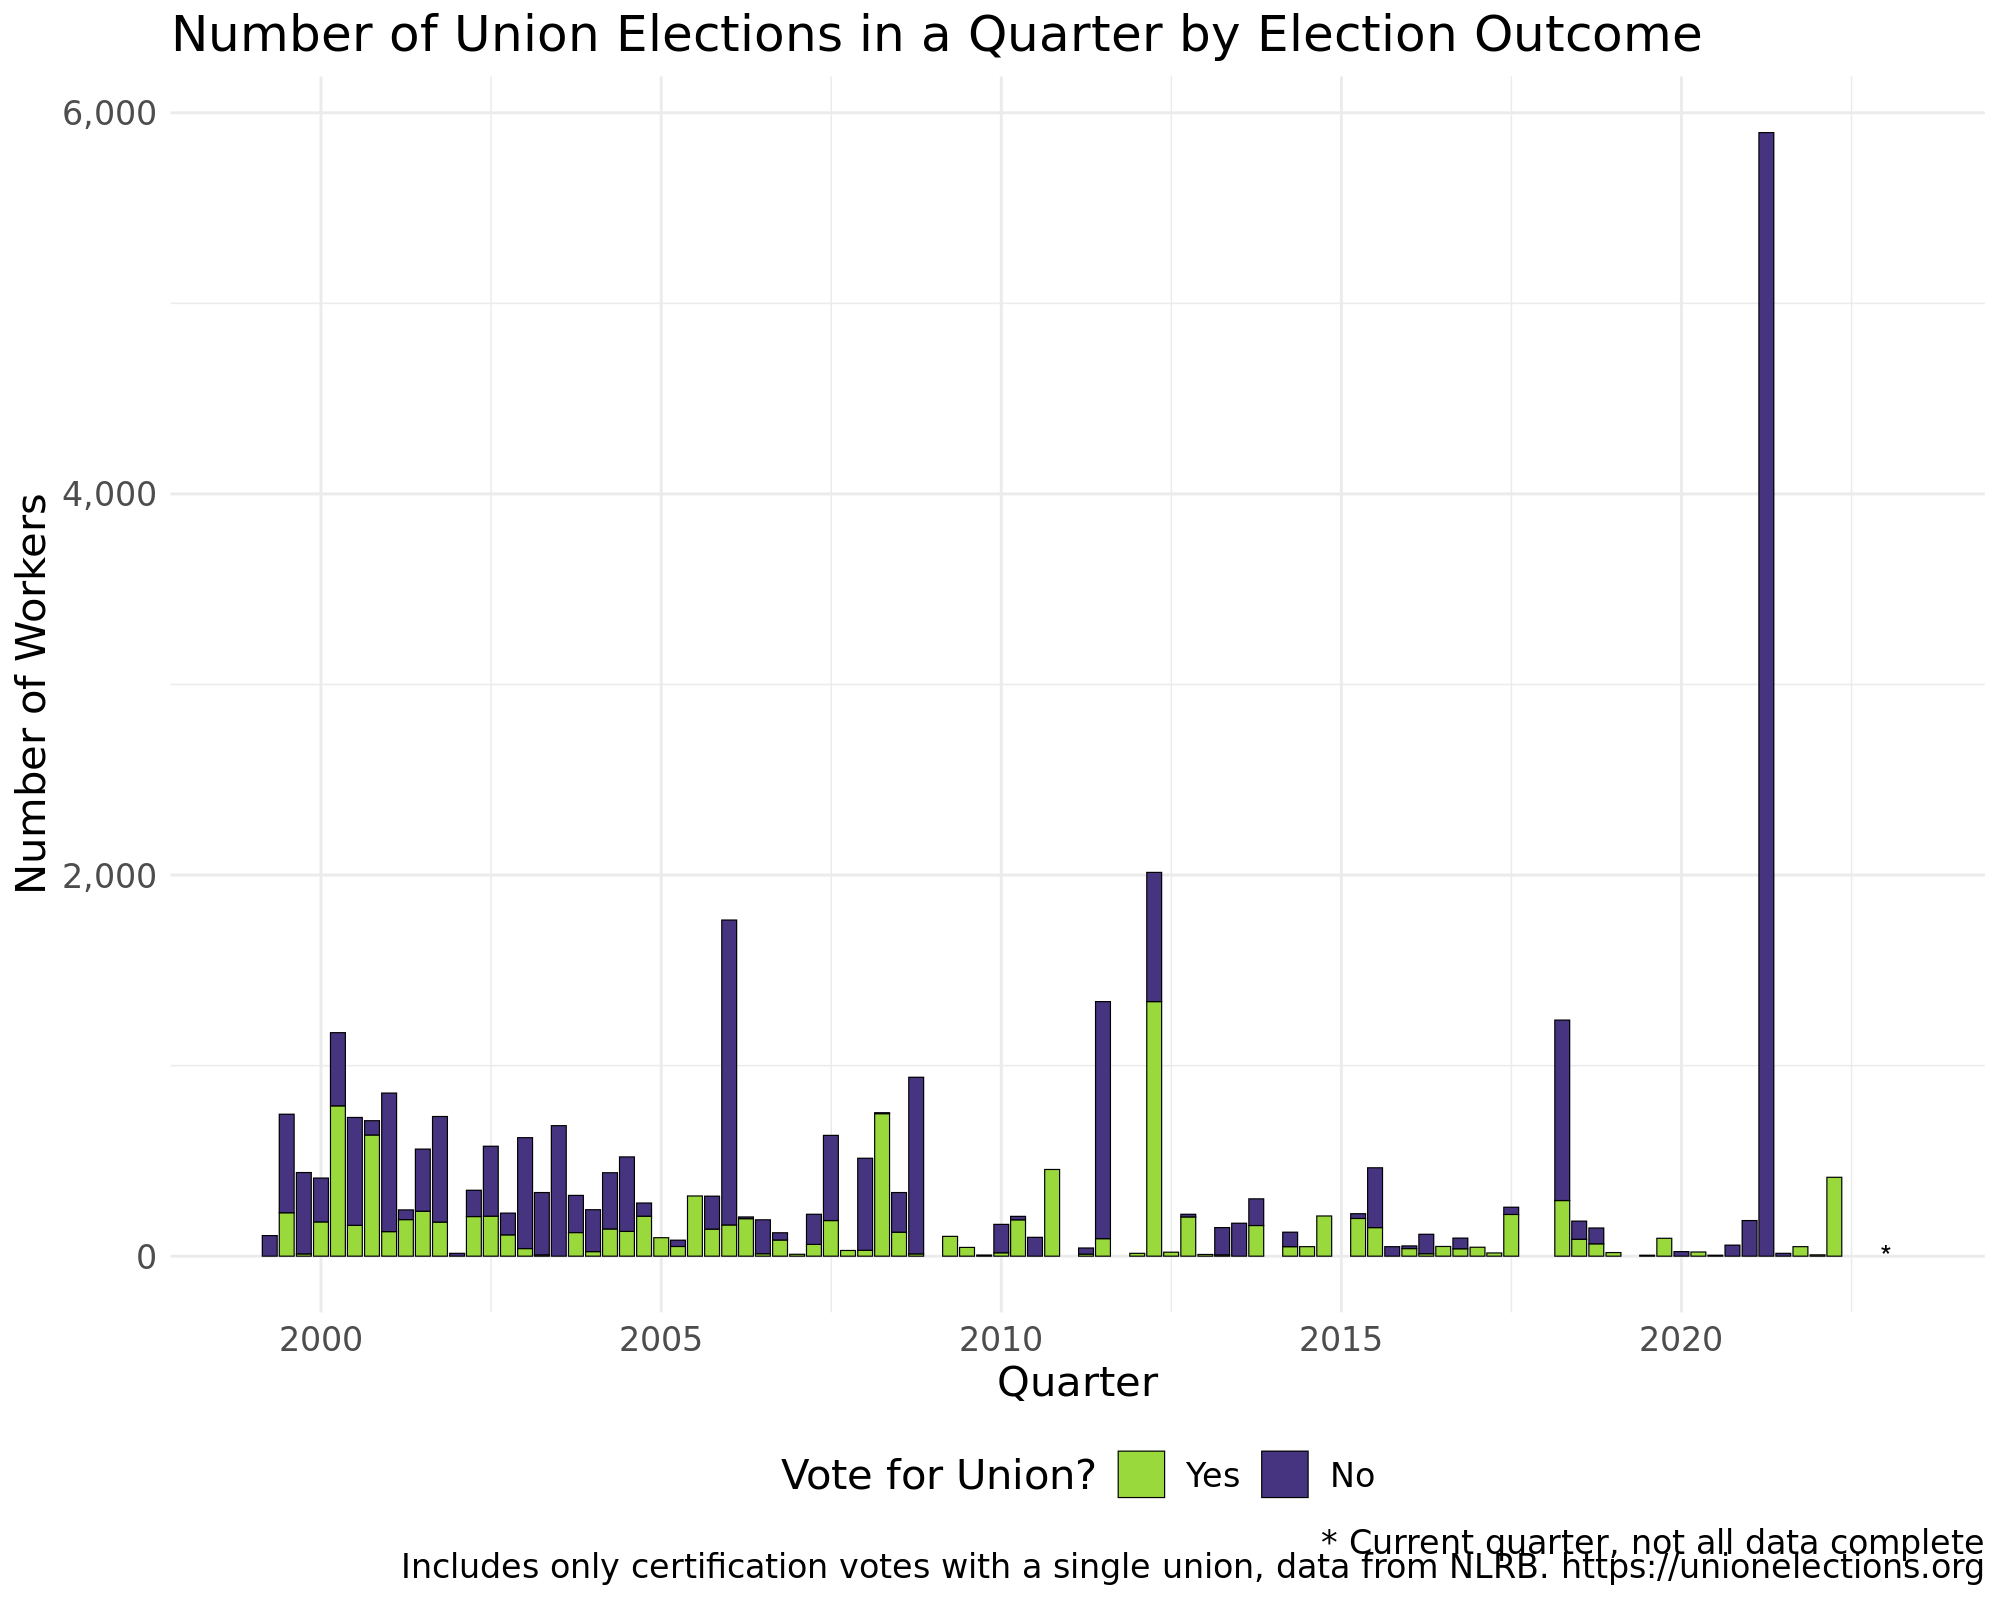 Number of Union Elections in a Quarter by Election Outcome
Number of Workers
6,000
4,000
2,000
0
*
2000 2005 2010 2015 2020
Quarter
Vote for Union? Yes No
* Current quarter, not all data complete
Includes only certification votes with a single union, data from NLRB. https://unionelections.org